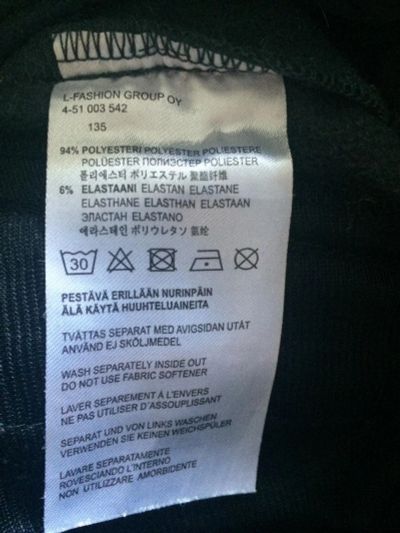 L-FASHION GROUP OY
4-51 003 542
135
94% POLYESTERI POLYESTER POLIESTERE
POLÜESTER ПОЛИЭСТЕР POLIESTER
폴리에스터 ポリエステル 聚酯纤维
6% ELASTAANI ELASTAN ELASTANE
ELASTHANE ELASTHAN ELASTAAN
ЭЛАСТАН ELASTANO
에라스테인 ポリウレタン 氨纶
30
PESTÄVÄ ERILLÄÄN NURINPÄIN
ÄLÄ KÄYTÄ HUUHTELUAINEITA
TVÄTTAS SEPARAT MED AVIGSIDAN UTÅT
ANVÄND EJ SKÖLJMEDEL
WASH SEPARATELY INSIDE OUT
DO NOT USE FABRIC SOFTENER
LAVER SEPAREMENT À L'ENVERS
NE PAS UTILISER D'ASSOUPLISSANT
SEPARAT UND VON LINKS WASCHEN
VERWENDEN SIE KEINEN WEICHSPÜLER
LAVARE SEPARATAMENTE
ROVESCIANDO L'INTERNO
NON UTILIZZARE AMORBIDENTE